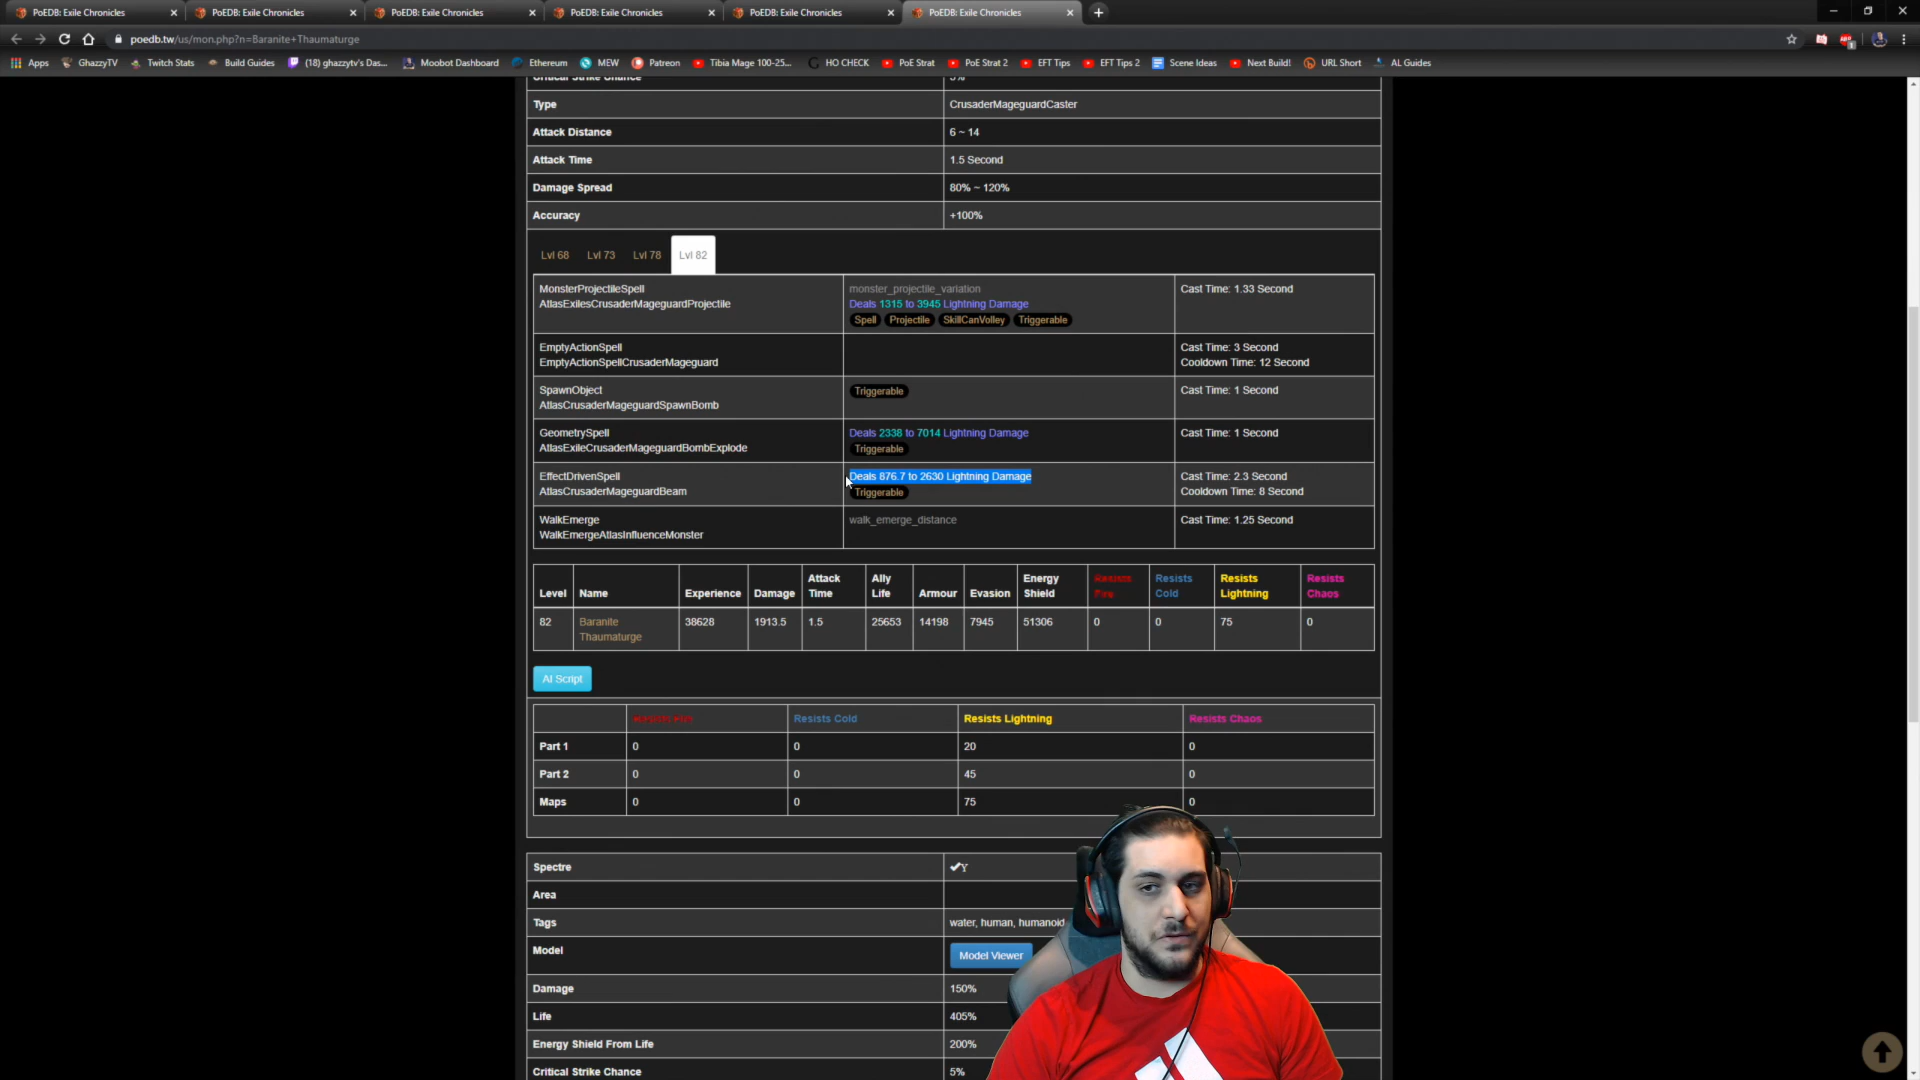 PoEDB: Exile Chronicles
PoEDB: Exile Chronicles
PoEDB: Exile Chronicles
PoEDB: Exile Chronicles
PoEDB: Exile Chronicles
PoEDB: Exile Chronicles
poedb.tw/us/mon.php?n=Baranite+Thaumaturge
Apps
GhazzyTV
Twitch Stats
Build Guides
(18) ghazzytv's Das...
Moobot Dashboard
Ethereum
MEW
Patreon
Tibia Mage 100-25...
HO CHECK
PoE Strat
PoE Strat 2
EFT Tips
EFT Tips 2
Scene Ideas
Next Build!
URL Short
AL Guides
Critical Strike Chance 5%
Type CrusaderMageguardCaster
Attack Distance 6 ~ 14
Attack Time 1.5 Second
Damage Spread 80% ~ 120%
Accuracy +100%
Lvl 68 Lvl 73 Lvl 78 Lvl 82
MonsterProjectileSpell monster_projectile_variation Cast Time: 1.33 Second
AtlasExilesCrusaderMageguardProjectile Deals 1315 to 3945 Lightning Damage
Spell Projectile SkillCanVolley Triggerable
EmptyActionSpell Cast Time: 3 Second
EmptyActionSpellCrusaderMageguard Cooldown Time: 12 Second
SpawnObject Triggerable Cast Time: 1 Second
AtlasCrusaderMageguardSpawnBomb
GeometrySpell Deals 2338 to 7014 Lightning Damage Cast Time: 1 Second
AtlasExileCrusaderMageguardBombExplode Triggerable
EffectDrivenSpell Deals 876.7 to 2630 Lightning Damage Cast Time: 2.3 Second
AtlasCrusaderMageguardBeam Triggerable Cooldown Time: 8 Second
WalkEmerge walk_emerge_distance Cast Time: 1.25 Second
WalkEmergeAtlasInfluenceMonster
Level Name Experience Damage Attack Time Ally Life Armour Evasion Energy Shield Resists Fire Resists Cold Resists Lightning Resists Chaos
82 Baranite Thaumaturge 38628 1913.5 1.5 25653 14198 7945 51306 0 0 75 0
AI Script
Resists Fire Resists Cold Resists Lightning Resists Chaos
Part 1 0 0 20 0
Part 2 0 0 45 0
Maps 0 0 75 0
Spectre Y
Area
Tags water, human, humanoid
Model Model Viewer
Damage 150%
Life 405%
Energy Shield From Life 200%
Critical Strike Chance 5%